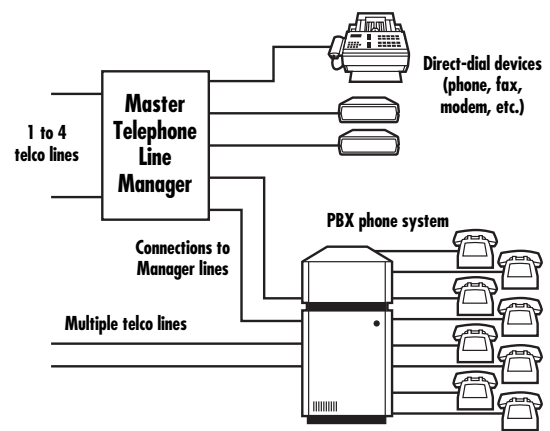 Direct-dial devices
(phone, fax,
modem, etc.)
Master
Telephone
Line
Manager
1 to 4
telco lines
PBX phone system
Connections to
Manager lines
Multiple telco lines